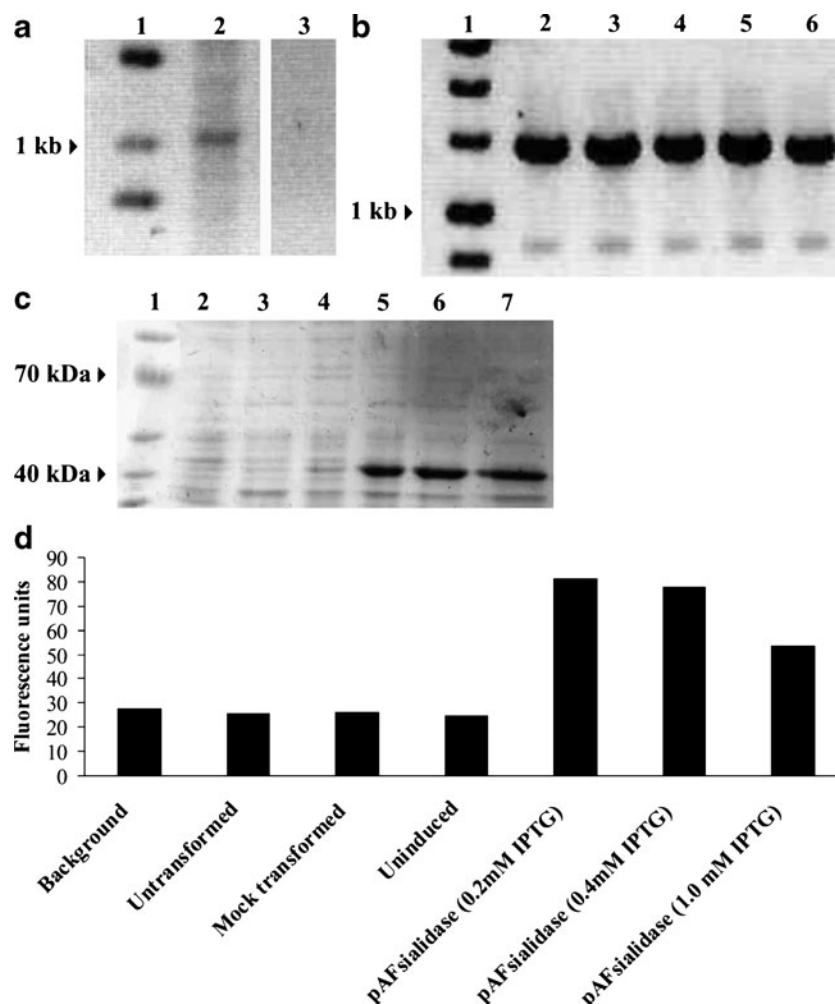 a
1 2 3
1 kb
b
1 2 3 4 5 6
1 kb
c
1 2 3 4 5 6 7
70 kDa
40 kDa
d
Fluorescence units
90
80
70
60
50
40
30
20
10
0
Background
Untransformed
Mock transformed
Uninduced
pAFsialidase (0.2mM IPTG)
pAFsialidase (0.4mM IPTG)
pAFsialidase (1.0 mM IPTG)